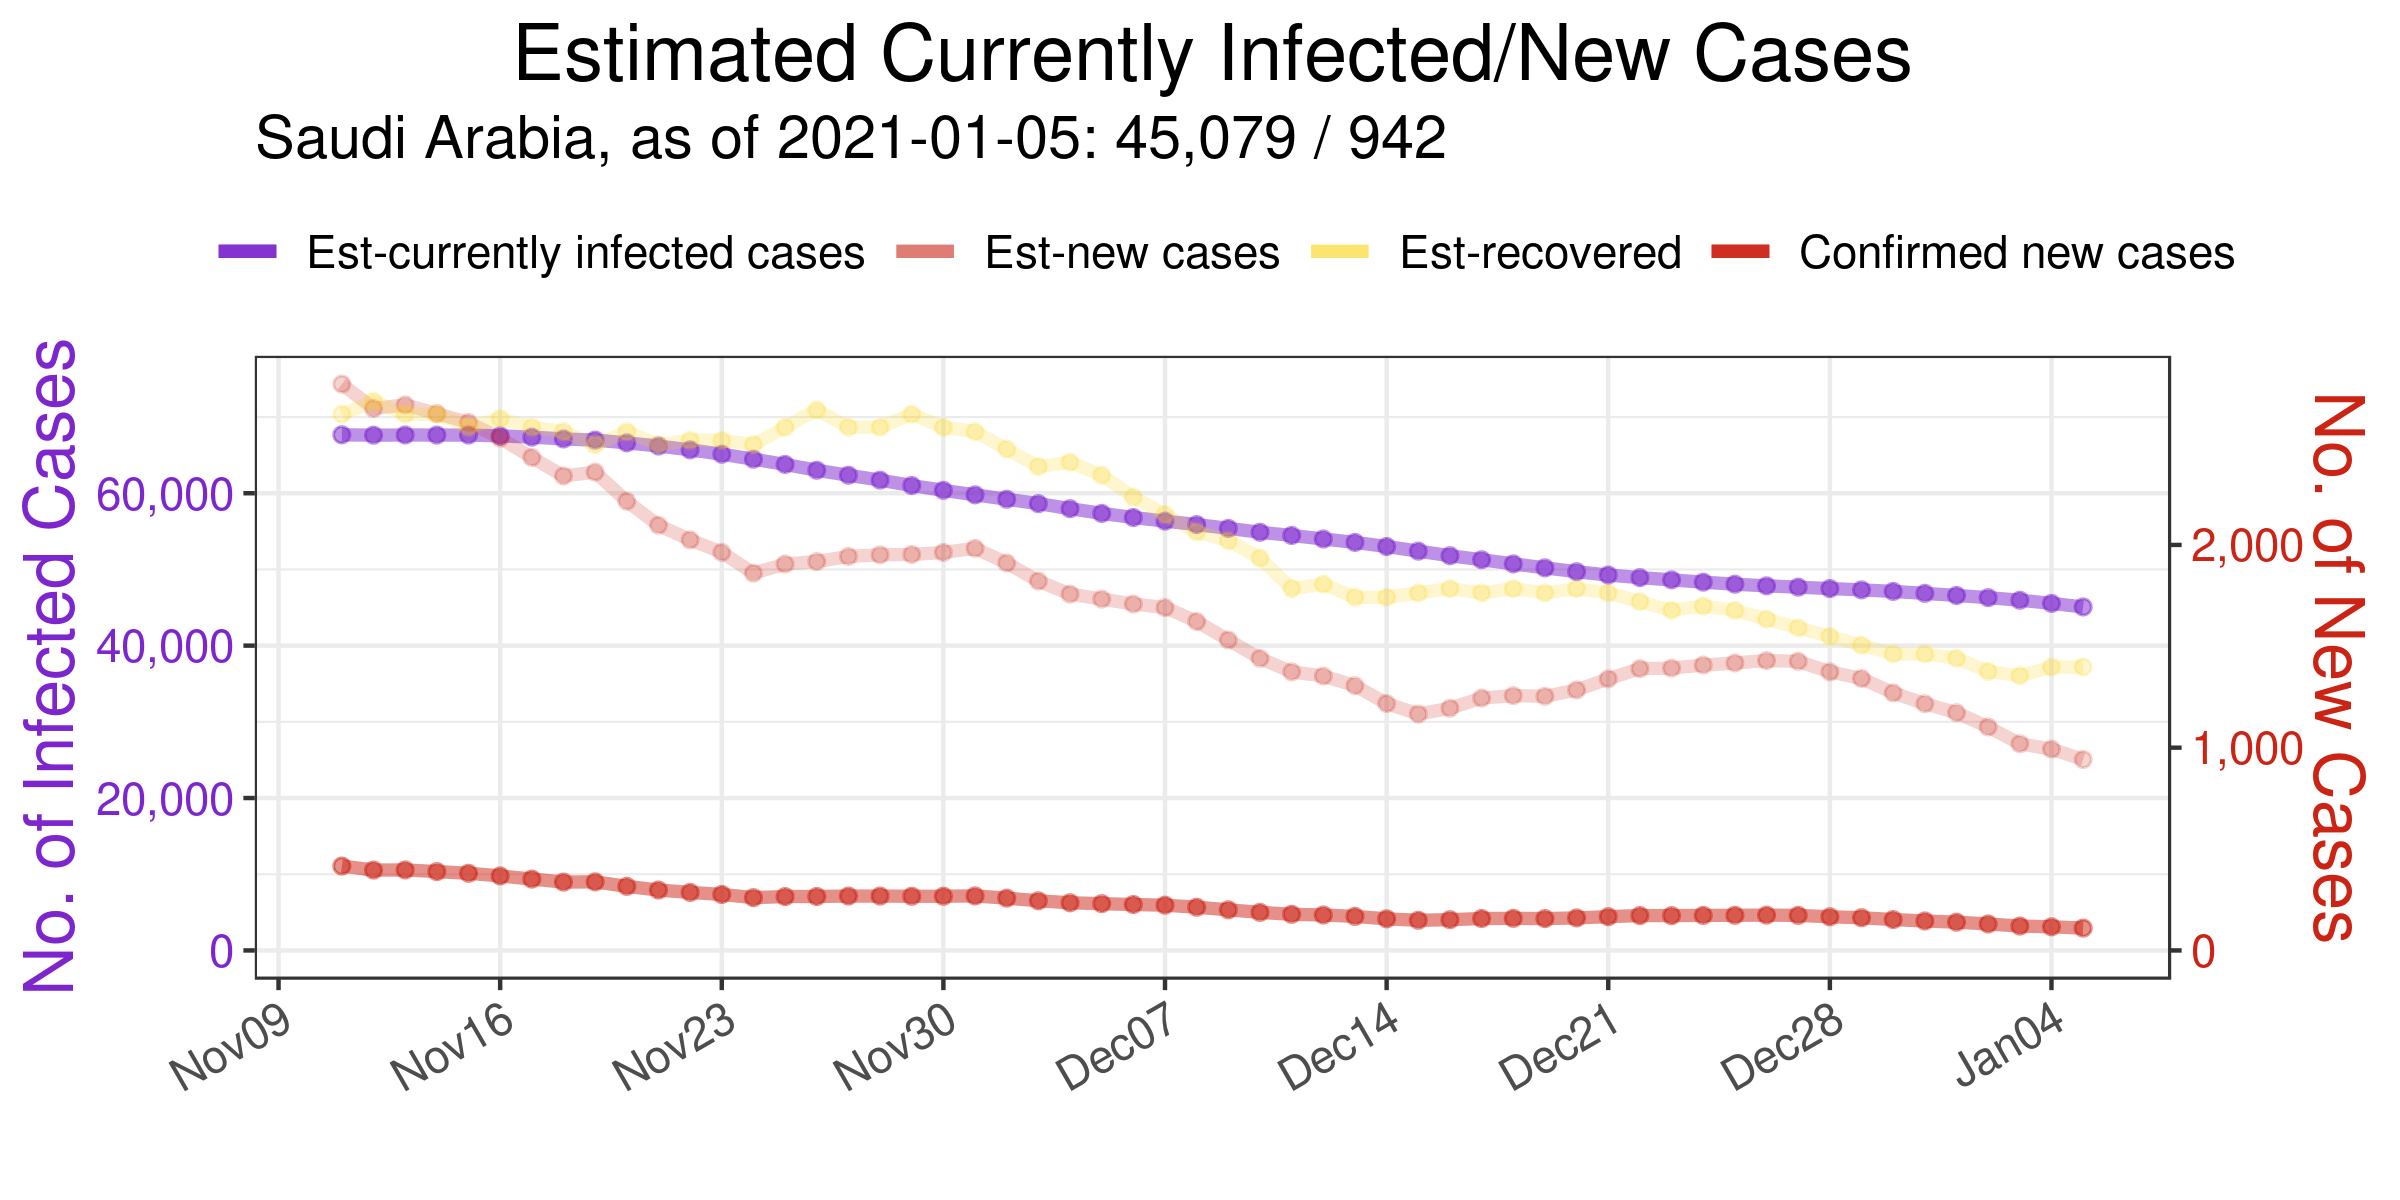 Estimated Currently Infected/New Cases
Saudi Arabia, as of 2021-01-05: 45,079 / 942
Est-currently infected cases Est-new cases Est-recovered Confirmed new cases
No. of Infected Cases
60,000
40,000
20,000
0
No. of New Cases
2,000
1,000
0
Nov09 Nov16 Nov23 Nov30 Dec07 Dec14 Dec21 Dec28 Jan04